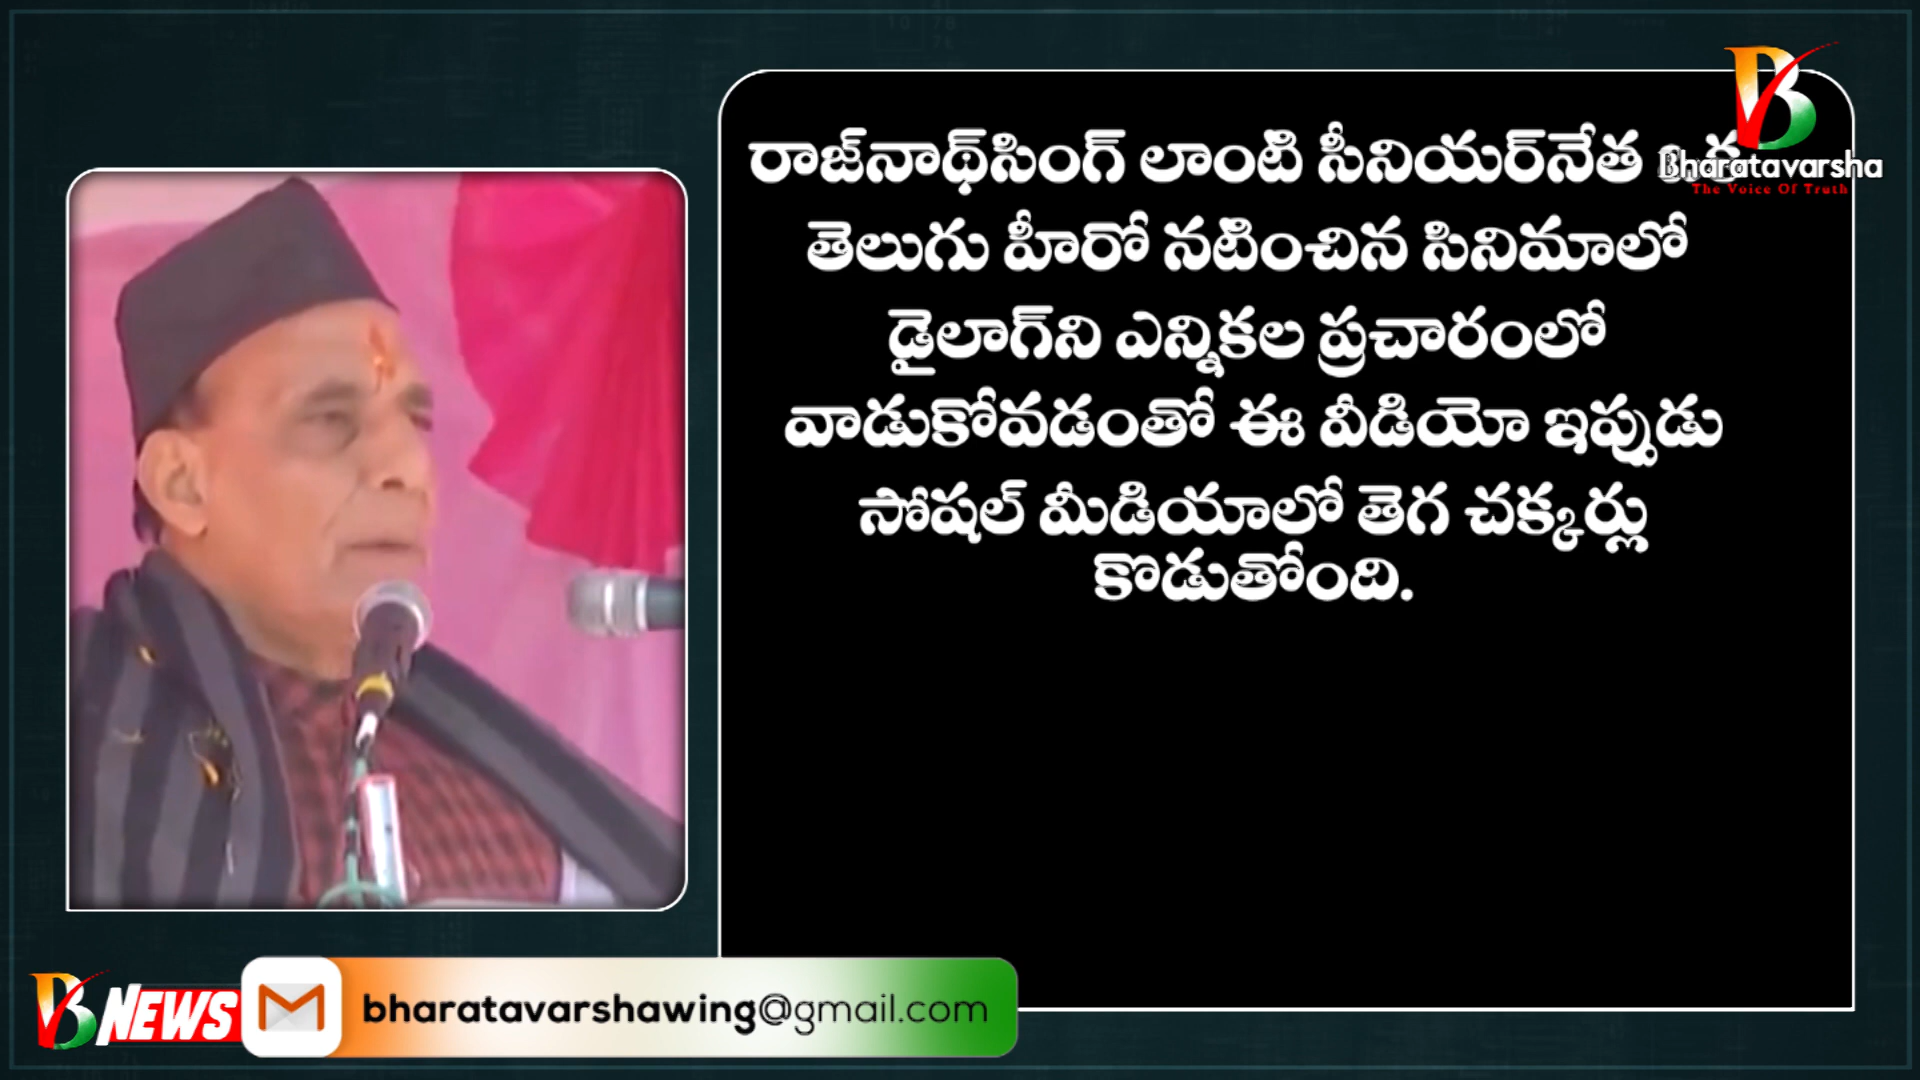 రాజ్‌నాథ్‌సింగ్ లాంటి సీనియర్‌నేత
తెలుగు హీరో నటించిన సినిమాలో
డైలాగ్‌ని ఎన్నికల ప్రచారంలో
వాడుకోవడంతో ఈ వీడియో ఇప్పుడు
సోషల్ మీడియాలో తెగ చక్కర్లు
కొడుతోంది.
Bharatavarsha
The Voice Of Truth
NEWS
bharatavarshawing@gmail.com